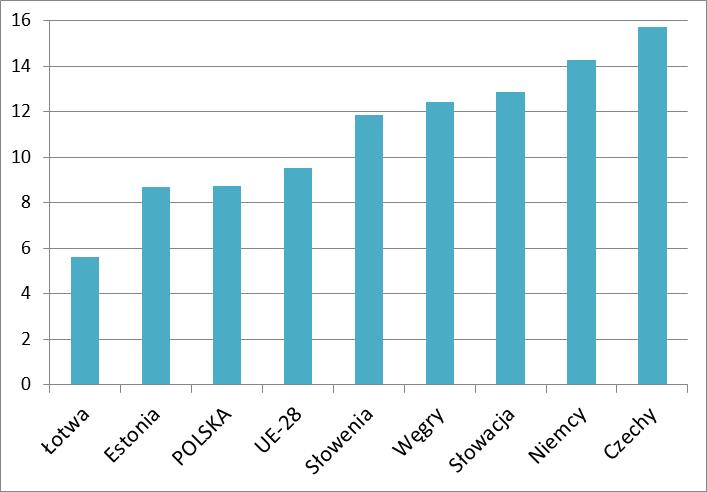 16
14
12
10
8
6
4
2
0
Łotwa
Estonia
POLSKA
UE-28
Słowenia
Węgry
Słowacja
Niemcy
Czechy